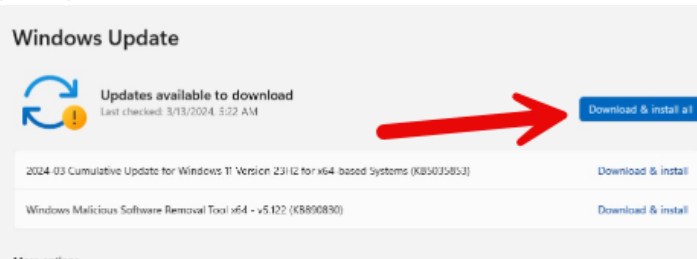 Windows Update
Updates available to download
Last checked: 3/13/2024, 5:22 AM
Download & install all
2024-03 Cumulative Update for Windows 11 Version 23H2 for x64-based Systems (KB5035853)
Download & install
Windows Malicious Software Removal Tool x64 - v5.122 (KB890830)
Download & install